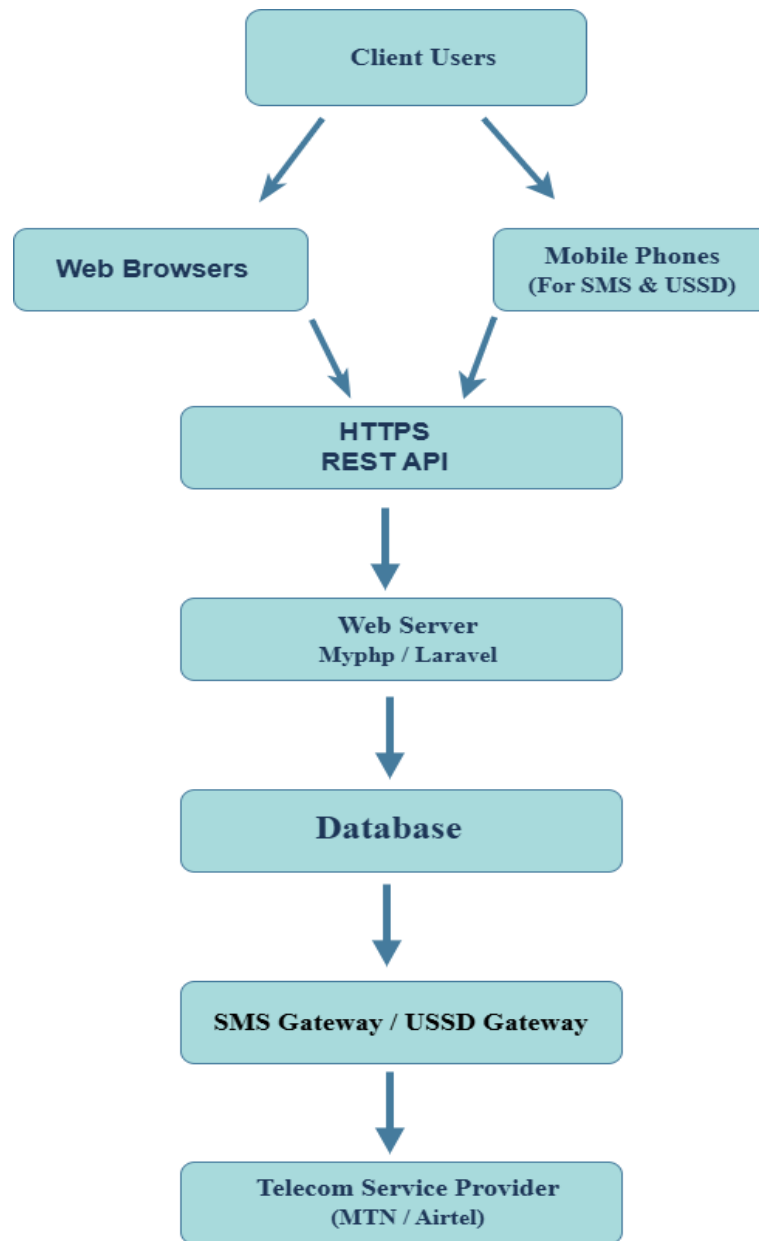 Client Users
Web Browsers
Mobile Phones
(For SMS & USSD)
HTTPS
REST API
Web Server
Myphp / Laravel
Database
SMS Gateway / USSD Gateway
Telecom Service Provider
(MTN / Airtel)